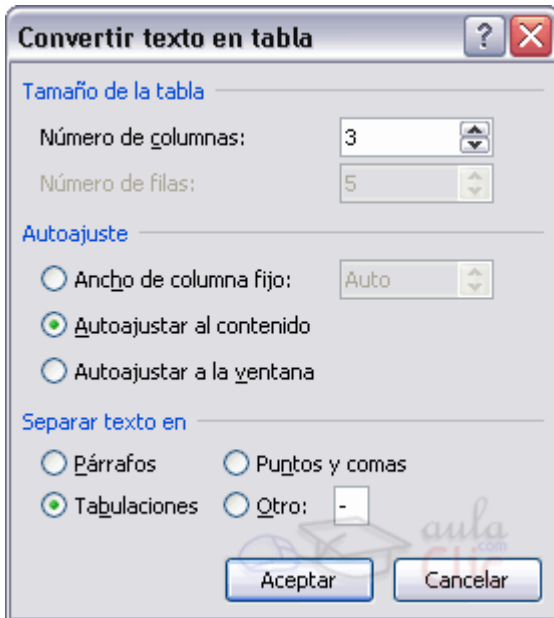 Convertir texto en tabla
Tamaño de la tabla
Número de columnas: 3
Número de filas: 5
Autoajuste
Ancho de columna fijo: Auto
Autoajustar al contenido
Autoajustar a la ventana
Separar texto en
Párrafos Puntos y comas
Tabulaciones Otro: -
aula
.com
Clic
Aceptar Cancelar